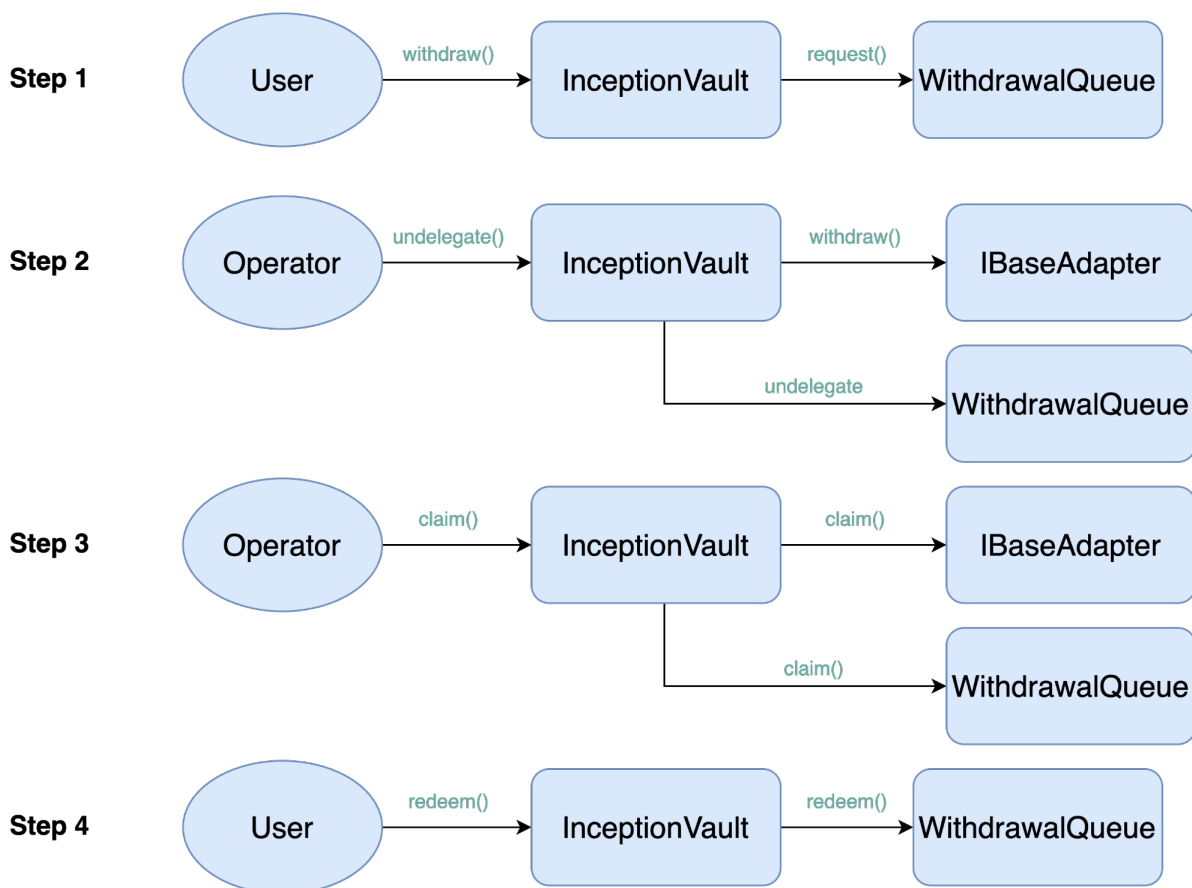 withdraw()
request()
Step 1
User
InceptionVault
WithdrawalQueue
undelegate()
withdraw()
Step 2
Operator
InceptionVault
IBaseAdapter
undelegate
WithdrawalQueue
claim()
claim()
Step 3
Operator
InceptionVault
IBaseAdapter
claim()
WithdrawalQueue
redeem()
redeem()
Step 4
User
InceptionVault
WithdrawalQueue